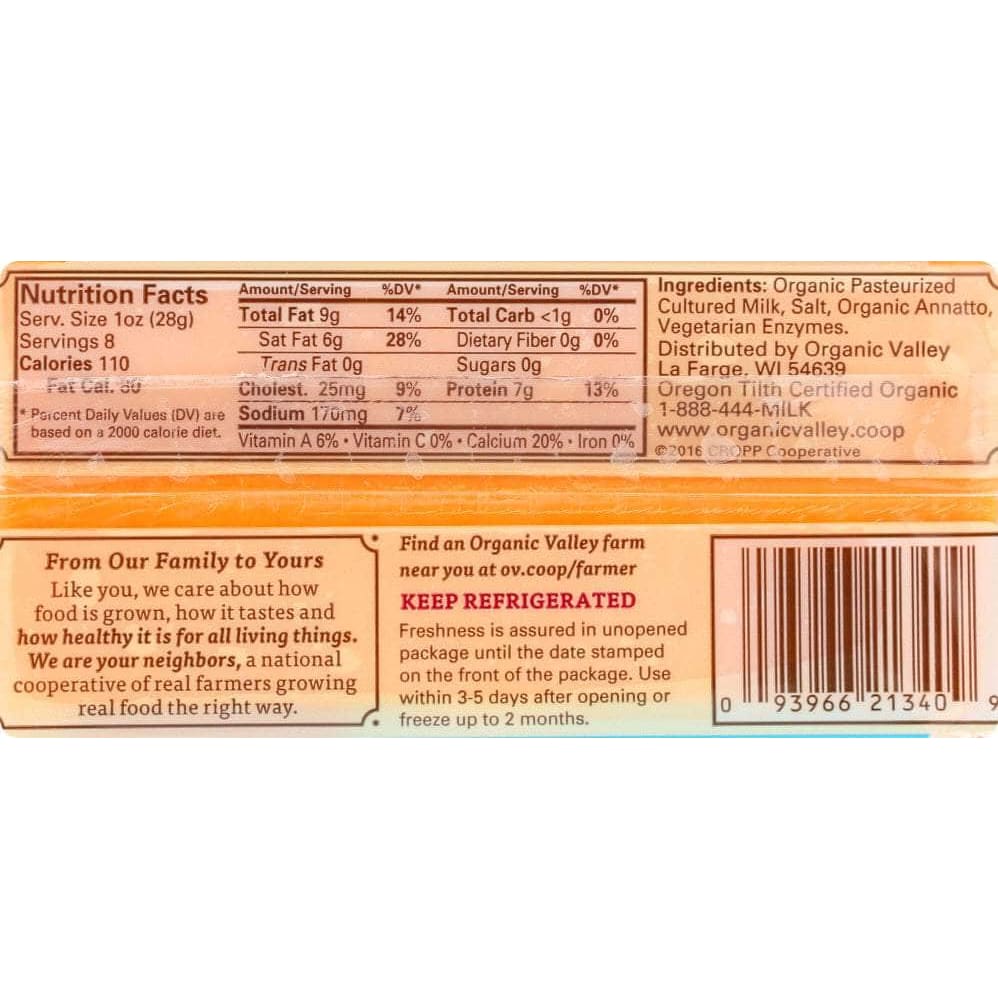 Nutrition Facts
Serv. Size 1oz (28g)
Servings 8
Calories 110
Fat Cal. 80
* Percent Daily Values (DV) are
based on a 2000 calorie diet.
Amount/Serving %DV* Amount/Serving %DV*
Total Fat 9g 14% Total Carb <1g 0%
Sat Fat 6g 28% Dietary Fiber 0g 0%
Trans Fat 0g Sugars 0g
Cholest. 25mg 9% Protein 7g 13%
Sodium 170mg 7%
Vitamin A 6% • Vitamin C 0% • Calcium 20% • Iron 0%
Ingredients: Organic Pasteurized
Cultured Milk, Salt, Organic Annatto,
Vegetarian Enzymes.
Distributed by Organic Valley
La Farge, WI 54639
Oregon Tilth Certified Organic
1-888-444-MILK
www.organicvalley.coop
©2016 CROPP Cooperative
From Our Family to Yours
Like you, we care about how
food is grown, how it tastes and
how healthy it is for all living things.
We are your neighbors, a national
cooperative of real farmers growing
real food the right way.
Find an Organic Valley farm
near you at ov.coop/farmer
KEEP REFRIGERATED
Freshness is assured in unopened
package until the date stamped
on the front of the package. Use
within 3-5 days after opening or
freeze up to 2 months.
0 93966 21340 9